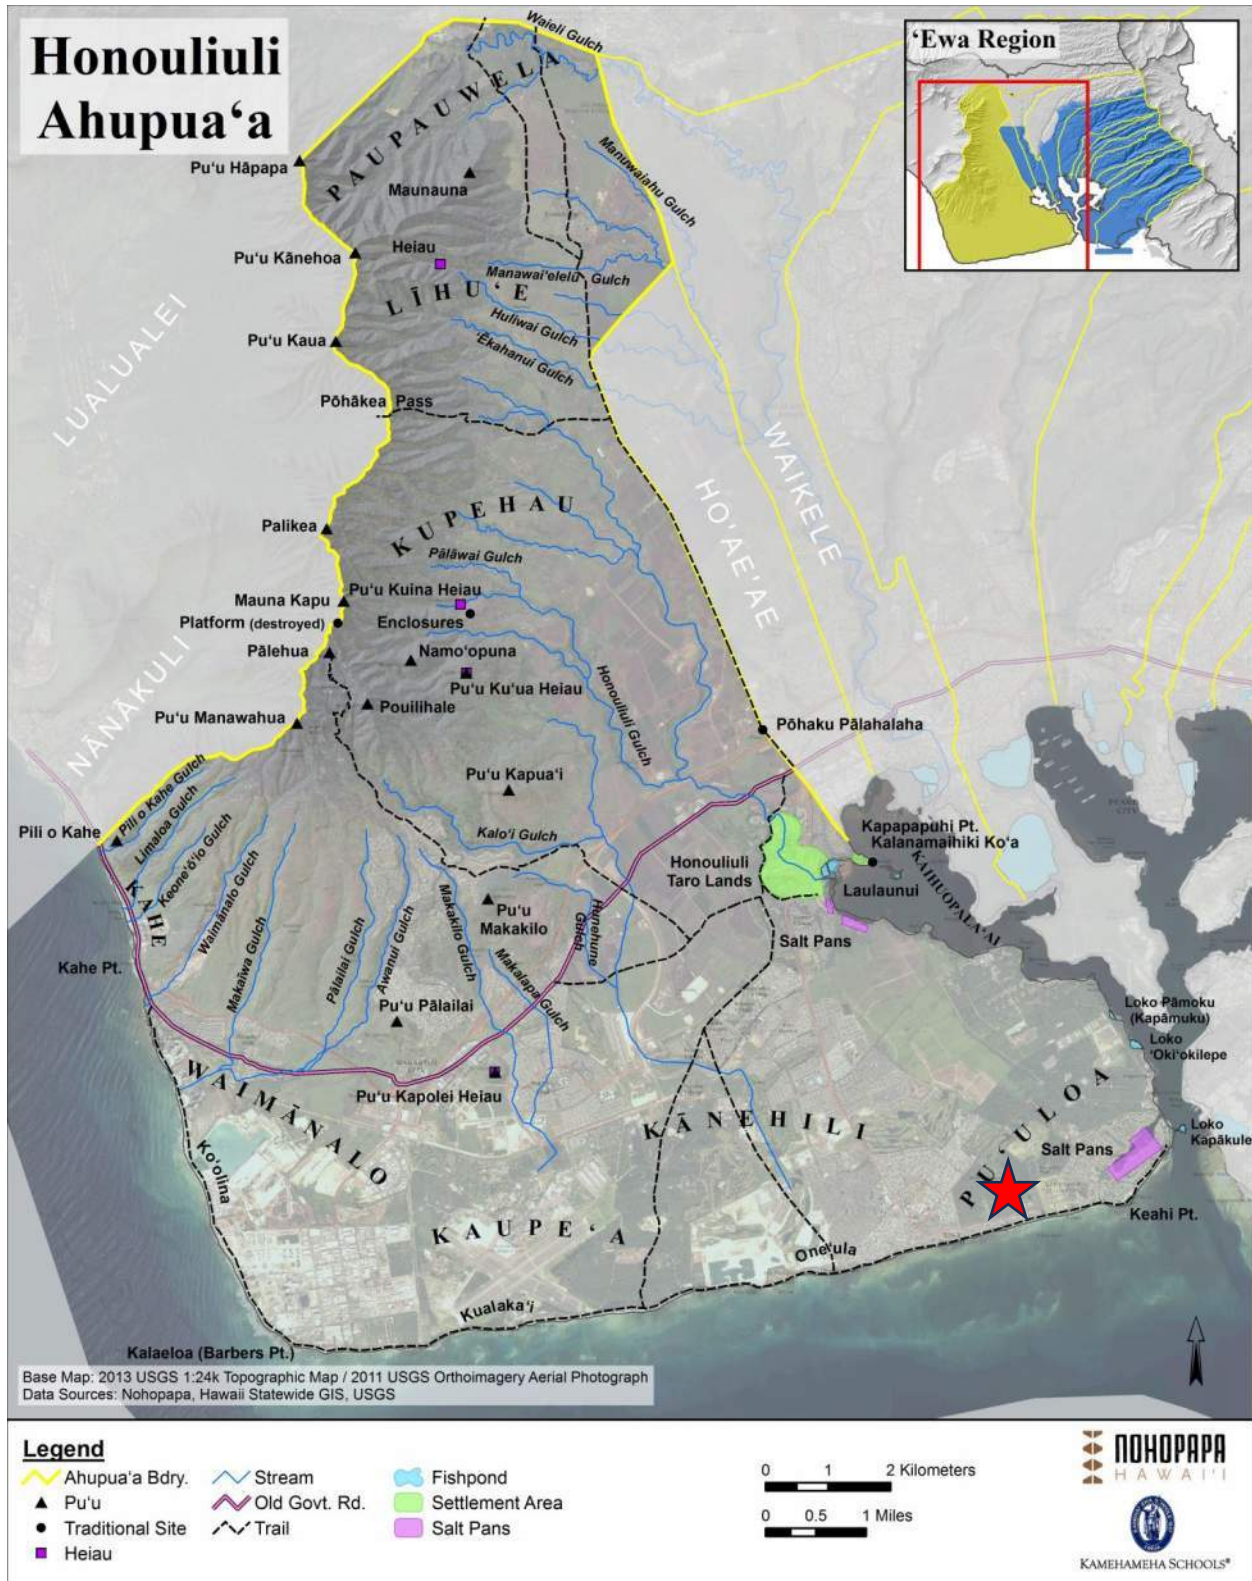 Honouliuli
Ahupuaʻa
ʻEwa Region
Waieli Gulch
PAUPAUWELA
Puʻu Hāpapa
Maunauna
Manuwaiahu Gulch
Puʻu Kānehoa
Heiau
Manawaiʻelelū Gulch
LĪHUʻE
Huliwai Gulch
ʻĒkahanui Gulch
Puʻu Kaua
LUALUALEI
Pōhākea Pass
WAIKELE
HOʻAEʻAE
KUPEHAU
Palikea
Pālāwai Gulch
Puʻu Kuina Heiau
Mauna Kapu
Platform (destroyed)
Enclosures
Pālehua
Namoʻopuna
Puʻu Kuʻua Heiau
NĀNĀKULI
Pouilihale
Puʻu Manawahua
Honouliuli Gulch
Pōhaku Pālahalaha
Puʻu Kapuaʻi
Pili o Kahe Gulch
Limaloa Gulch
Keoneʻōʻio Gulch
Pili o Kahe
Kaloʻi Gulch
Kapapapuhi Pt.
Kalanamaihiki Koʻa
Honouliuli
Taro Lands
Laulaunui
KAIHUOPALAʻAI
KAHE
Waimānalo Gulch
Puʻu
Makakilo
Hunehune
Gulch
Salt Pans
Kahe Pt.
Makaīwa Gulch
Pālailai Gulch
Awanui Gulch
Makakilo Gulch
Makalapa Gulch
Puʻu Pālailai
Loko Pāmoku
(Kapāmuku)
Loko
ʻOkiʻokilepe
Puʻu Kapolei Heiau
WAIMĀNALO
KĀNEHILI
PUʻULOA
Loko
Kapākule
Salt Pans
Koʻolina
Keahi Pt.
KAUPEʻA
Oneʻula
Kualakaʻi
Kalaeloa (Barbers Pt.)
Base Map: 2013 USGS 1:24k Topographic Map / 2011 USGS Orthoimagery Aerial Photograph
Data Sources: Nohopapa, Hawaii Statewide GIS, USGS
Legend
Ahupuaʻa Bdry.
Puʻu
Traditional Site
Heiau
Stream
Old Govt. Rd.
Trail
Fishpond
Settlement Area
Salt Pans
0 1 2 Kilometers
0 0.5 1 Miles
NOHOPAPA
HAWAIʻI
KAMEHAMEHA SCHOOLS®